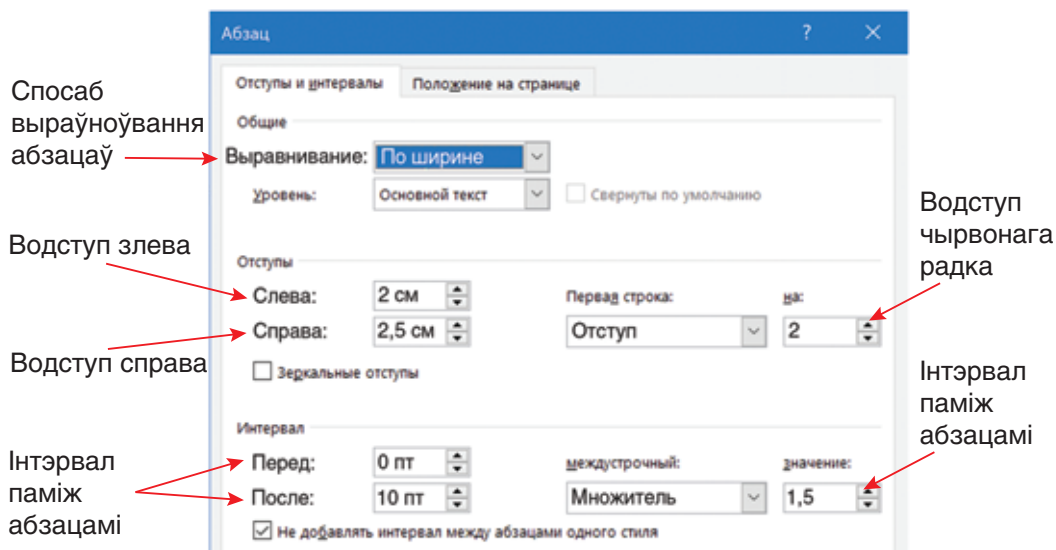 Абзац ? ×
Отступы и интервалы Положение на странице
Спосаб
выраўноўвання
абзацаў
Общие
Выравнивание: По ширине
Уровень: Основной текст Свернуты по умолчанию
Водступ
чырвонага
радка
Водступ злева
Отступы
Слева: 2 см Первая строка: на:
Справа: 2,5 см Отступ 2
Водступ справа
Зеркальные отступы
Інтэрвал
паміж
абзацамі
Интервал
Інтэрвал
паміж
абзацамі
Перед: 0 пт междустрочный: значение:
После: 10 пт Множитель 1,5
Не добавлять интервал между абзацами одного стиля